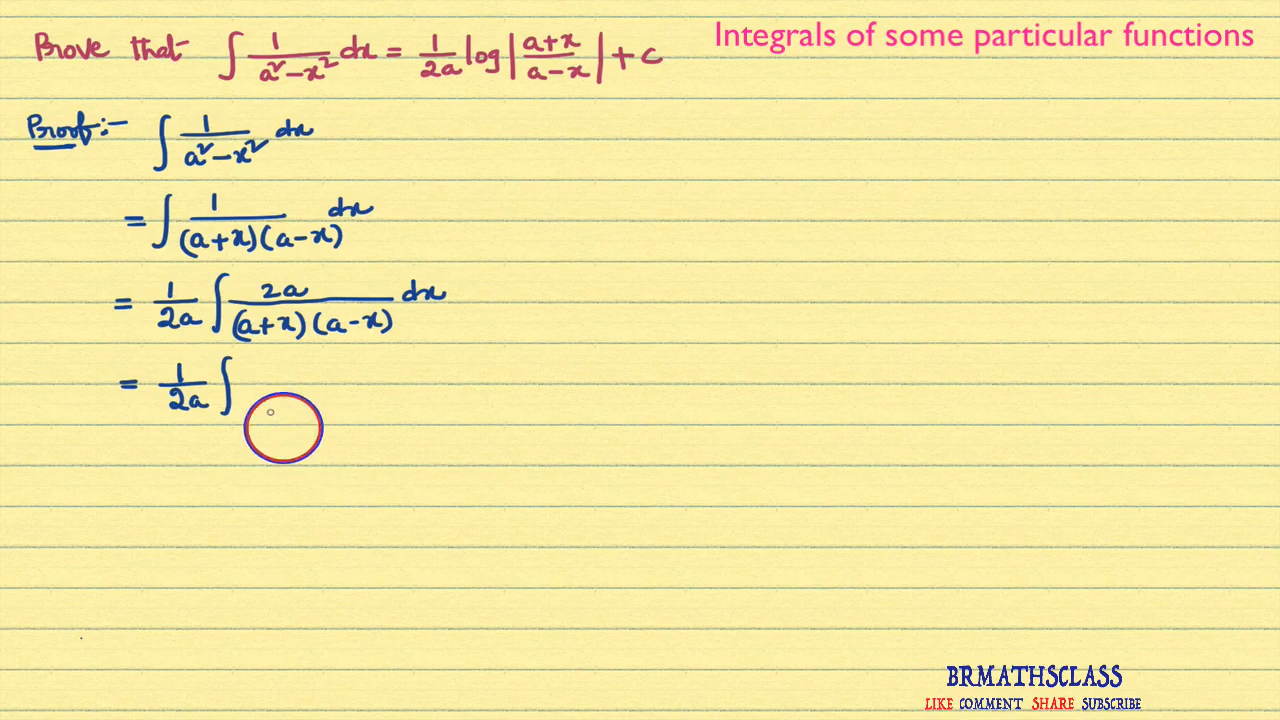 Integrals of some particular functions
Prove that ∫ 1/(a²-x²) dx = 1/2a log|(a+x)/(a-x)| + c
Proof:- ∫ 1/(a²-x²) dx
= ∫ 1/((a+x)(a-x)) dx
= 1/2a ∫ 2a/((a+x)(a-x)) dx
= 1/2a ∫
BRMATHSCLASS
LIKE COMMENT SHARE SUBSCRIBE